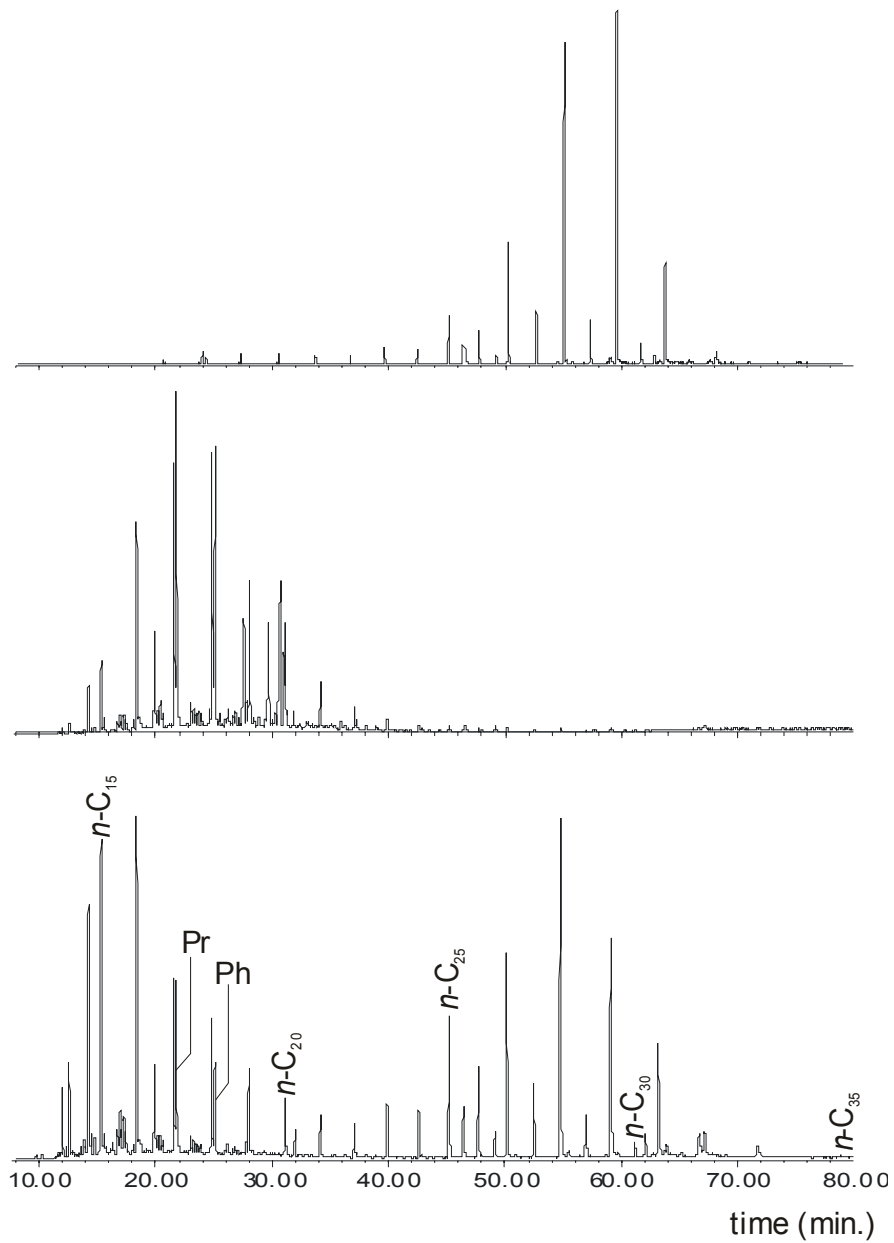 n-C₁₅
Pr
Ph
n-C₂₀
n-C₂₅
n-C₃₀
n-C₃₅
10.00 20.00 30.00 40.00 50.00 60.00 70.00 80.00
time (min.)